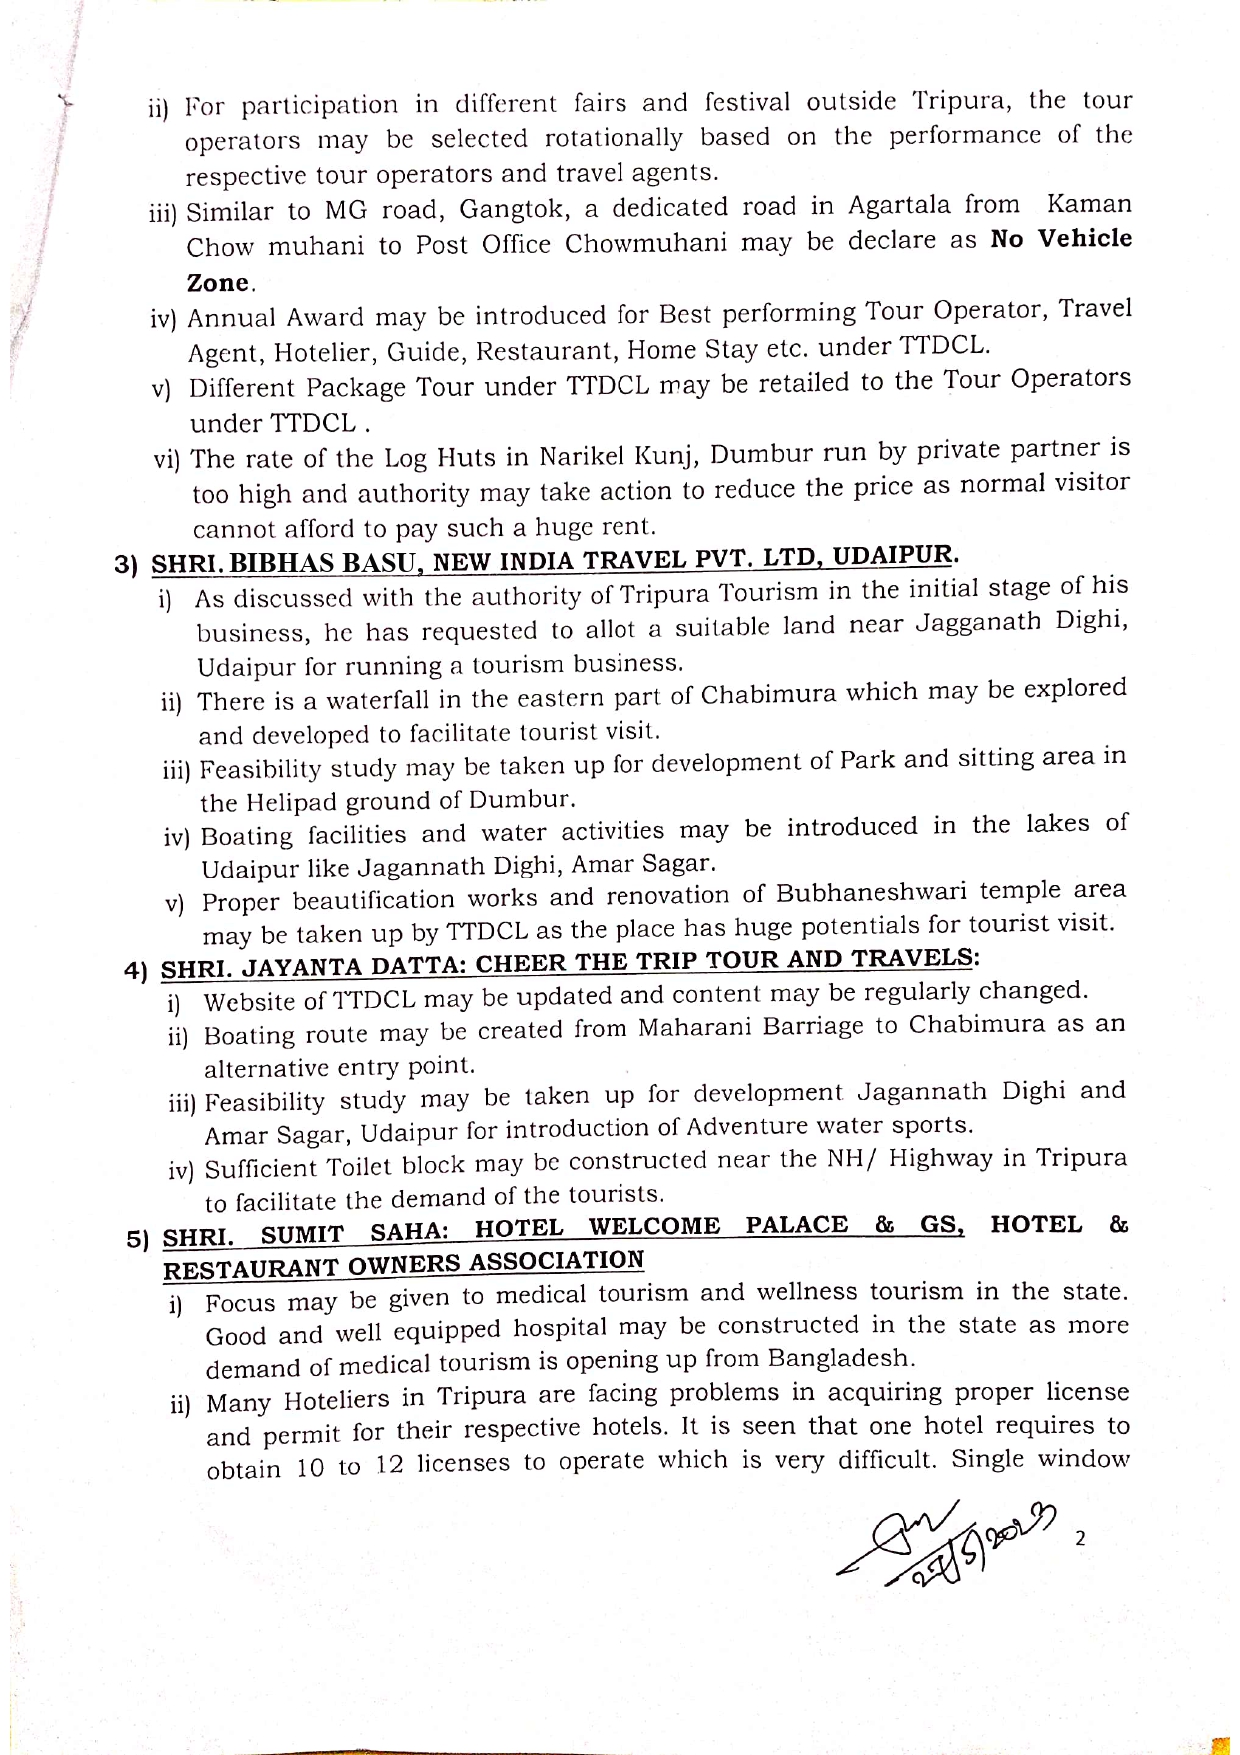 ii) For participation in different fairs and festival outside Tripura, the tour
operators may be selected rotationally based on the performance of the
respective tour operators and travel agents.
iii) Similar to MG road, Gangtok, a dedicated road in Agartala from Kaman
Chow muhani to Post Office Chowmuhani may be declare as No Vehicle
Zone.
iv) Annual Award may be introduced for Best performing Tour Operator, Travel
Agent, Hotelier, Guide, Restaurant, Home Stay etc. under TTDCL.
v) Different Package Tour under TTDCL may be retailed to the Tour Operators
under TTDCL .
vi) The rate of the Log Huts in Narikel Kunj, Dumbur run by private partner is
too high and authority may take action to reduce the price as normal visitor
cannot afford to pay such a huge rent.
3) SHRI. BIBHAS BASU, NEW INDIA TRAVEL PVT. LTD, UDAIPUR.
i) As discussed with the authority of Tripura Tourism in the initial stage of his
business, he has requested to allot a suitable land near Jagganath Dighi,
Udaipur for running a tourism business.
ii) There is a waterfall in the eastern part of Chabimura which may be explored
and developed to facilitate tourist visit.
iii) Feasibility study may be taken up for development of Park and sitting area in
the Helipad ground of Dumbur.
iv) Boating facilities and water activities may be introduced in the lakes of
Udaipur like Jagannath Dighi, Amar Sagar.
v) Proper beautification works and renovation of Bubhaneshwari temple area
may be taken up by TTDCL as the place has huge potentials for tourist visit.
4) SHRI. JAYANTA DATTA: CHEER THE TRIP TOUR AND TRAVELS:
i) Website of TTDCL may be updated and content may be regularly changed.
ii) Boating route may be created from Maharani Barriage to Chabimura as an
alternative entry point.
iii) Feasibility study may be taken up for development Jagannath Dighi and
Amar Sagar, Udaipur for introduction of Adventure water sports.
iv) Sufficient Toilet block may be constructed near the NH/ Highway in Tripura
to facilitate the demand of the tourists.
5) SHRI. SUMIT SAHA: HOTEL WELCOME PALACE & GS, HOTEL &
RESTAURANT OWNERS ASSOCIATION
i) Focus may be given to medical tourism and wellness tourism in the state.
Good and well equipped hospital may be constructed in the state as more
demand of medical tourism is opening up from Bangladesh.
ii) Many Hoteliers in Tripura are facing problems in acquiring proper license
and permit for their respective hotels. It is seen that one hotel requires to
obtain 10 to 12 licenses to operate which is very difficult. Single window
2